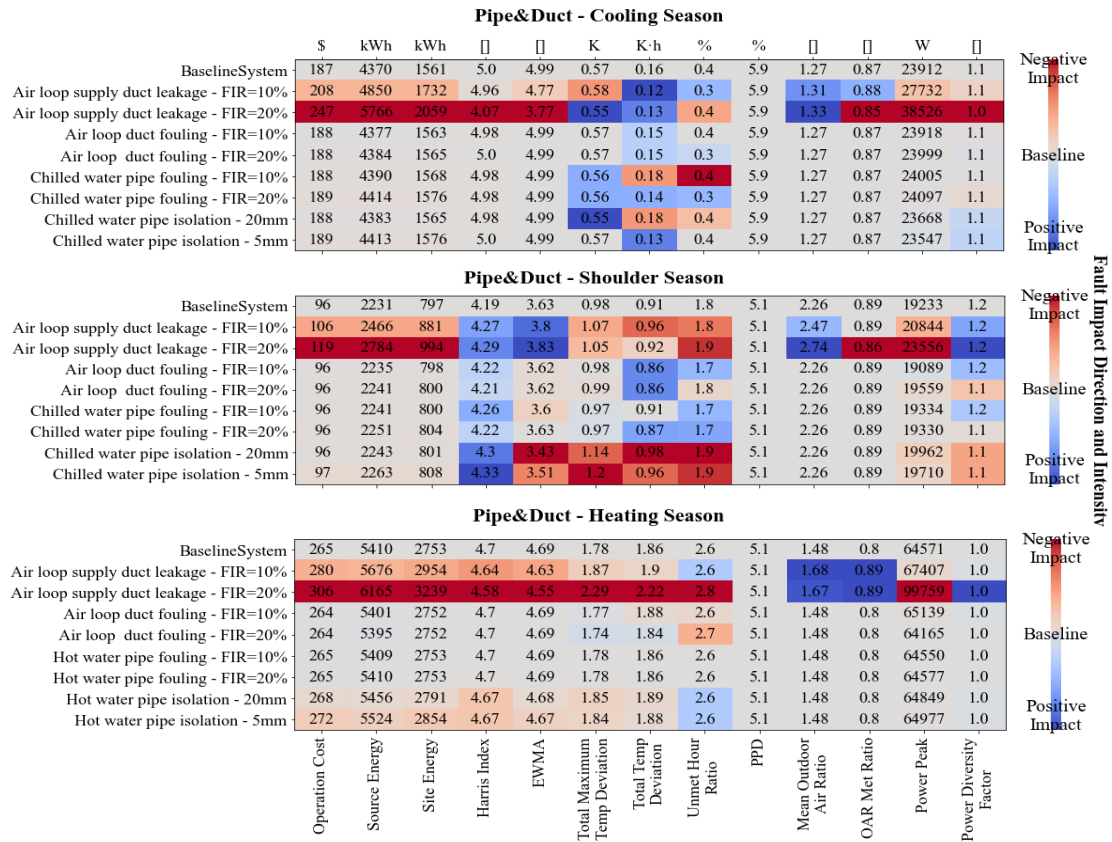 Pipe&Duct - Cooling Season
$ kWh kWh [] [] K K·h % % [] [] W []
BaselineSystem 187 4370 1561 5.0 4.99 0.57 0.16 0.4 5.9 1.27 0.87 23912 1.1
Air loop supply duct leakage - FIR=10% 208 4850 1732 4.96 4.77 0.58 0.12 0.3 5.9 1.31 0.88 27732 1.1
Air loop supply duct leakage - FIR=20% 247 5766 2059 4.07 3.77 0.55 0.13 0.4 5.9 1.33 0.85 38526 1.0
Air loop duct fouling - FIR=10% 188 4377 1563 4.98 4.99 0.57 0.15 0.4 5.9 1.27 0.87 23918 1.1
Air loop  duct fouling - FIR=20% 188 4384 1565 5.0 4.99 0.57 0.15 0.3 5.9 1.27 0.87 23999 1.1
Chilled water pipe fouling - FIR=10% 188 4390 1568 4.98 4.99 0.56 0.18 0.4 5.9 1.27 0.87 24005 1.1
Chilled water pipe fouling - FIR=20% 189 4414 1576 4.98 4.99 0.56 0.14 0.3 5.9 1.27 0.87 24097 1.1
Chilled water pipe isolation - 20mm 188 4383 1565 4.98 4.99 0.55 0.18 0.4 5.9 1.27 0.87 23668 1.1
Chilled water pipe isolation - 5mm 189 4413 1576 5.0 4.99 0.57 0.13 0.4 5.9 1.27 0.87 23547 1.1
Negative
Impact
Baseline
Positive
Impact
Pipe&Duct - Shoulder Season
BaselineSystem 96 2231 797 4.19 3.63 0.98 0.91 1.8 5.1 2.26 0.89 19233 1.2
Air loop supply duct leakage - FIR=10% 106 2466 881 4.27 3.8 1.07 0.96 1.8 5.1 2.47 0.89 20844 1.2
Air loop supply duct leakage - FIR=20% 119 2784 994 4.29 3.83 1.05 0.92 1.9 5.1 2.74 0.86 23556 1.2
Air loop duct fouling - FIR=10% 96 2235 798 4.22 3.62 0.98 0.86 1.7 5.1 2.26 0.89 19089 1.2
Air loop  duct fouling - FIR=20% 96 2241 800 4.21 3.62 0.99 0.86 1.8 5.1 2.26 0.89 19559 1.1
Chilled water pipe fouling - FIR=10% 96 2241 800 4.26 3.6 0.97 0.91 1.7 5.1 2.26 0.89 19334 1.2
Chilled water pipe fouling - FIR=20% 96 2251 804 4.22 3.63 0.97 0.87 1.7 5.1 2.26 0.89 19330 1.1
Chilled water pipe isolation - 20mm 96 2243 801 4.3 3.43 1.14 0.98 1.9 5.1 2.26 0.89 19962 1.1
Chilled water pipe isolation - 5mm 97 2263 808 4.33 3.51 1.2 0.96 1.9 5.1 2.26 0.89 19710 1.1
Negative
Impact
Baseline
Positive
Impact
Fault Impact Direction and Intensity
Pipe&Duct - Heating Season
BaselineSystem 265 5410 2753 4.7 4.69 1.78 1.86 2.6 5.1 1.48 0.8 64571 1.0
Air loop supply duct leakage - FIR=10% 280 5676 2954 4.64 4.63 1.87 1.9 2.6 5.1 1.68 0.89 67407 1.0
Air loop supply duct leakage - FIR=20% 306 6165 3239 4.58 4.55 2.29 2.22 2.8 5.1 1.67 0.89 99759 1.0
Air loop duct fouling - FIR=10% 264 5401 2752 4.7 4.69 1.77 1.88 2.6 5.1 1.48 0.8 65139 1.0
Air loop  duct fouling - FIR=20% 264 5395 2752 4.7 4.69 1.74 1.84 2.7 5.1 1.48 0.8 64165 1.0
Hot water pipe fouling - FIR=10% 265 5409 2753 4.7 4.69 1.78 1.86 2.6 5.1 1.48 0.8 64550 1.0
Hot water pipe fouling - FIR=20% 265 5410 2753 4.7 4.69 1.78 1.86 2.6 5.1 1.48 0.8 64577 1.0
Hot water pipe isolation - 20mm 268 5456 2791 4.67 4.68 1.85 1.89 2.6 5.1 1.48 0.8 64849 1.0
Hot water pipe isolation - 5mm 272 5524 2854 4.67 4.67 1.84 1.88 2.6 5.1 1.48 0.8 64977 1.0
Negative
Impact
Baseline
Positive
Impact
Operation Cost
Source Energy
Site Energy
Harris Index
EWMA
Total Maximum
Temp Deviation
Total Temp
Deviation
Unmet Hour
Ratio
PPD
Mean Outdoor
Air Ratio
OAR Met Ratio
Power Peak
Power Diversity
Factor